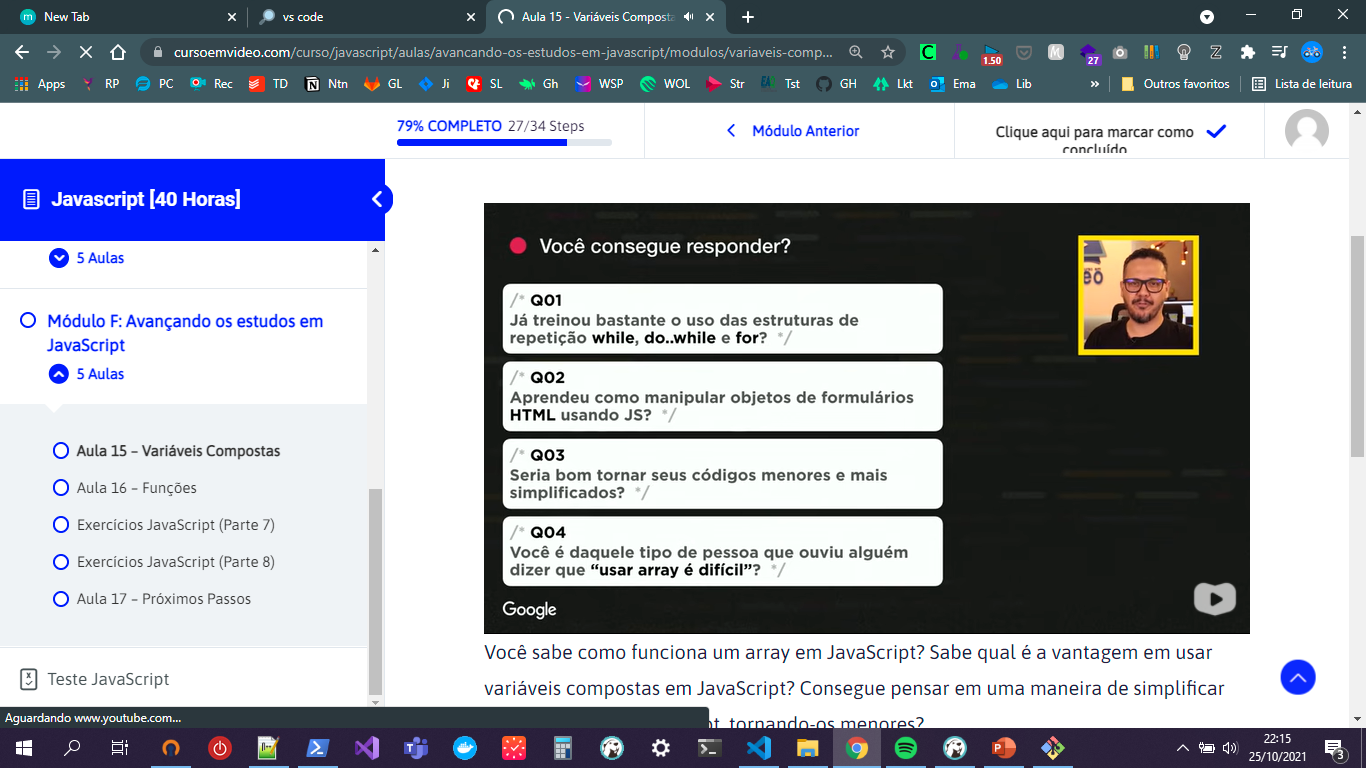 New Tab
vs code
Aula 15 - Variáveis Composta
cursoemvideo.com/curso/javascript/aulas/avancando-os-estudos-em-javascript/modulos/variaveis-comp...
1.50
27
Apps
RP
PC
Rec
TD
Ntn
GL
Ji
SL
Gh
WSP
WOL
Str
Tst
GH
Lkt
Ema
Lib
»
Outros favoritos
Lista de leitura
79% COMPLETO 27/34 Steps
Módulo Anterior
Clique aqui para marcar como
concluído
Javascript [40 Horas]
5 Aulas
Módulo F: Avançando os estudos em
JavaScript
5 Aulas
Aula 15 – Variáveis Compostas
Aula 16 – Funções
Exercícios JavaScript (Parte 7)
Exercícios JavaScript (Parte 8)
Aula 17 – Próximos Passos
Teste JavaScript
Você consegue responder?
/* Q01
Já treinou bastante o uso das estruturas de
repetição while, do..while e for? */
/* Q02
Aprendeu como manipular objetos de formulários
HTML usando JS? */
/* Q03
Seria bom tornar seus códigos menores e mais
simplificados? */
/* Q04
Você é daquele tipo de pessoa que ouviu alguém
dizer que “usar array é difícil”? */
Google
Você sabe como funciona um array em JavaScript? Sabe qual é a vantagem em usar
variáveis compostas em JavaScript? Consegue pensar em uma maneira de simplificar
tornando-os menores?
Aguardando www.youtube.com...
22:15
25/10/2021
3